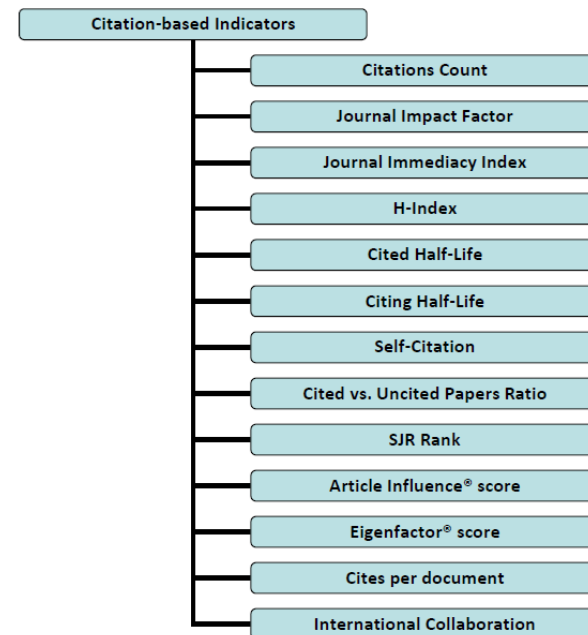 Citation-based Indicators
Citations Count
Journal Impact Factor
Journal Immediacy Index
H-Index
Cited Half-Life
Citing Half-Life
Self-Citation
Cited vs. Uncited Papers Ratio
SJR Rank
Article Influence® score
Eigenfactor® score
Cites per document
International Collaboration